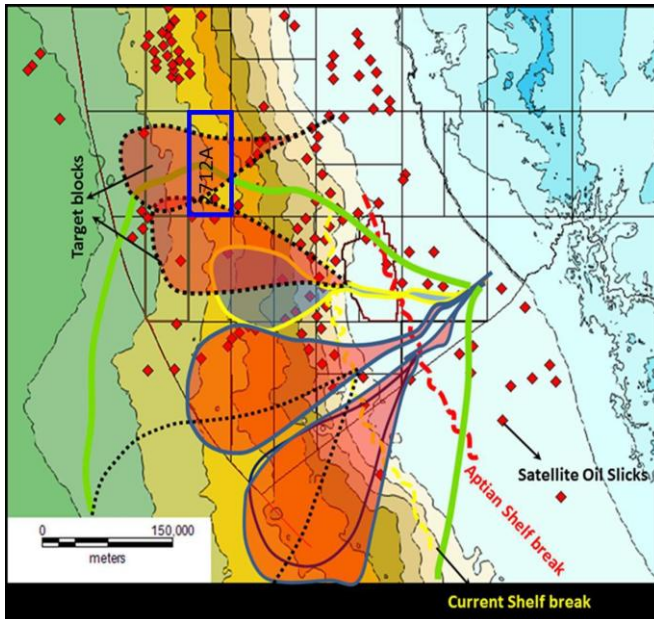 Target blocks
2712A
Satellite Oil Slicks
Aptian Shelf break
0
150,000
meters
Current Shelf break